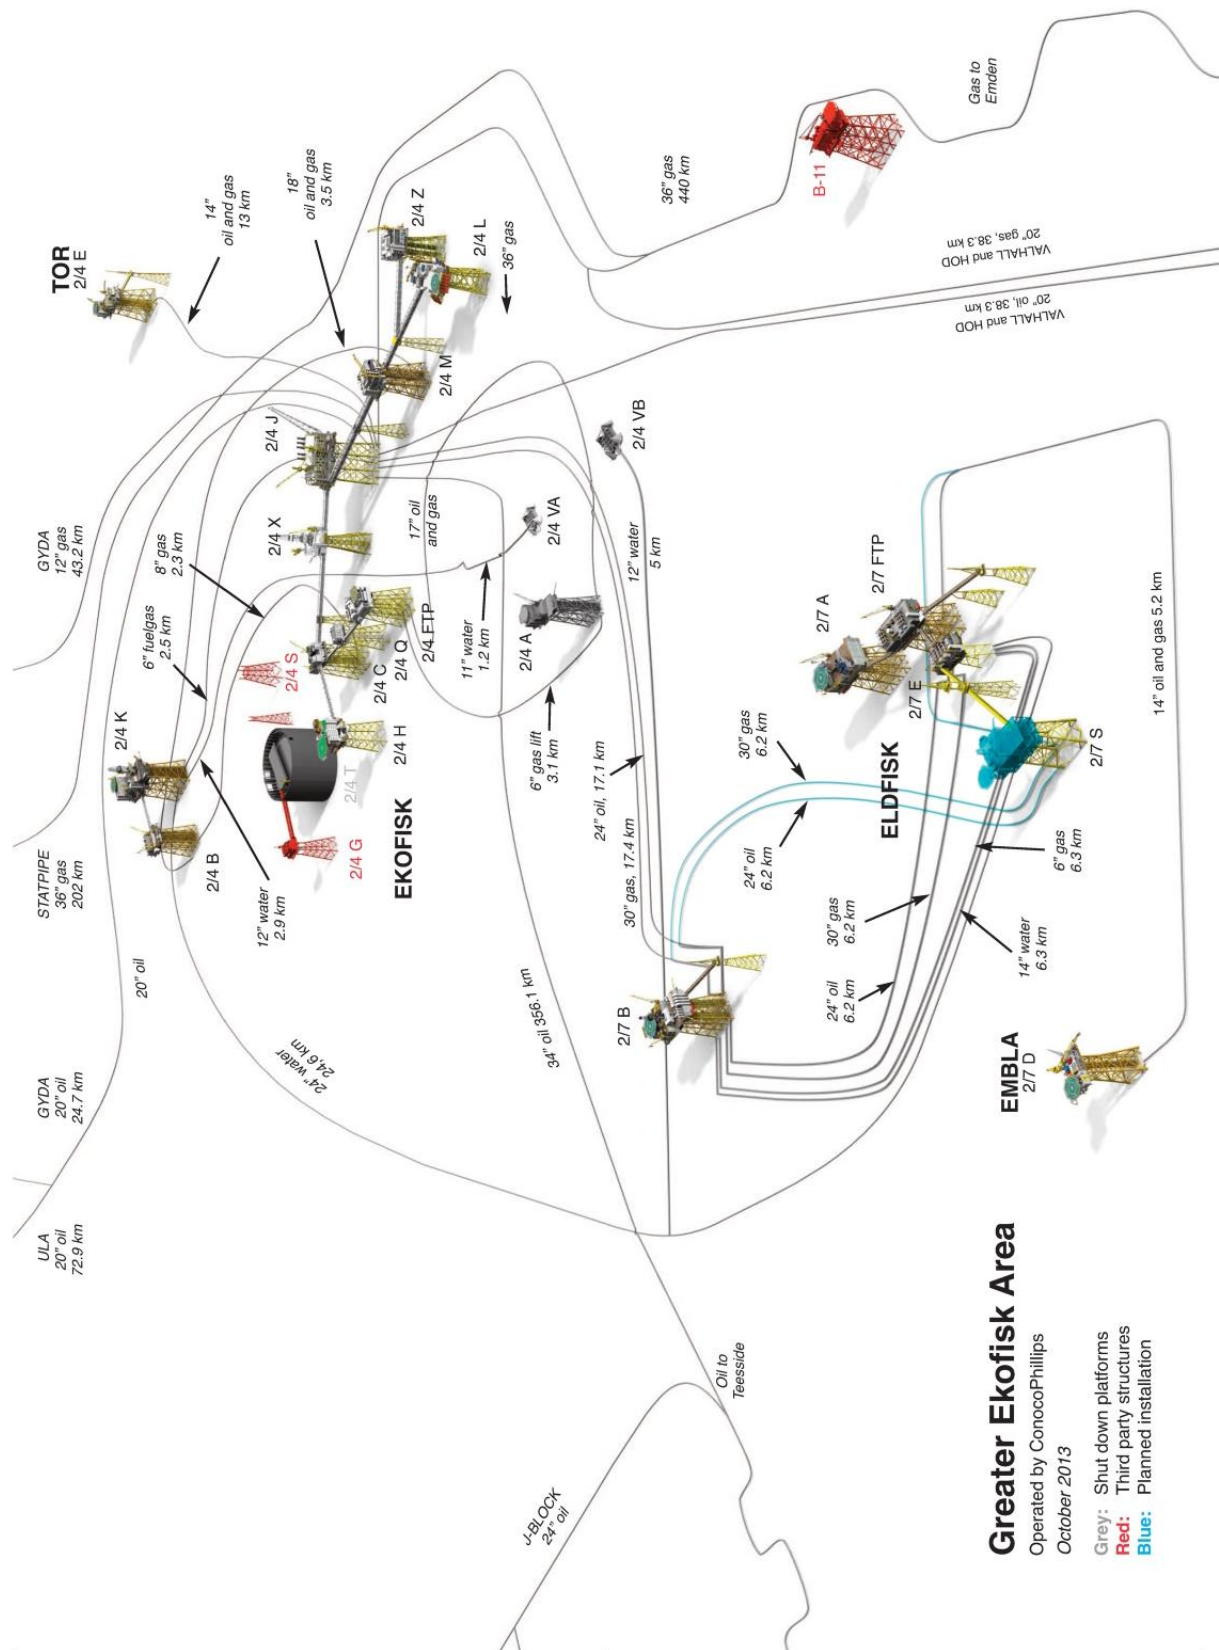 ULA
20" oil
72.9 km
GYDA
20" oil
24.7 km
STATPIPE
36" gas
202 km
GYDA
12" gas
43.2 km
TOR
2/4 E
14"
oil and gas
13 km
18"
oil and gas
3.5 km
20" oil
2/4 K
2/4 B
6" fuelgas
2.5 km
8" gas
2.3 km
12" water
2.9 km
24" water
24,6 km
2/4 S
2/4 T
2/4 G
2/4 H
2/4 C
2/4 Q
2/4 FTP
2/4 X
2/4 J
2/4 M
2/4 Z
2/4 L
36" gas
EKOFISK
17" oil
and gas
11" water
1.2 km
2/4 VA
2/4 A
2/4 VB
6" gas lift
3.1 km
12" water
5 km
34" oil 356.1 km
24" oil, 17.1 km
30" gas, 17.4 km
36" gas
440 km
B-11
Gas to
Emden
VALHALL and HOD
20" gas, 38.3 km
VALHALL and HOD
20" oil, 38.3 km
2/7 B
30" gas
6.2 km
24" oil
6.2 km
ELDFISK
2/7 A
2/7 FTP
2/7 E
2/7 S
30" gas
6.2 km
24" oil
6.2 km
6" gas
6.3 km
14" water
6.3 km
14" oil and gas 5.2 km
EMBLA
2/7 D
J-BLOCK
24" oil
Oil to
Teesside
Greater Ekofisk Area
Operated by ConocoPhillips
October 2013
Grey: Shut down platforms
Red: Third party structures
Blue: Planned installation